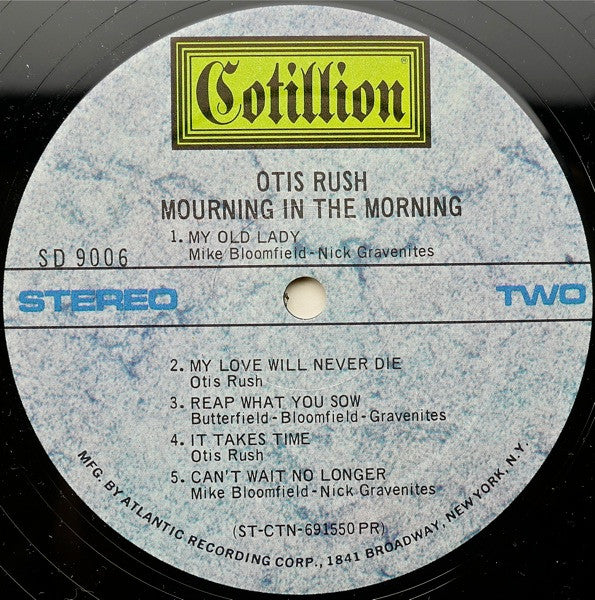 Cotillion
OTIS RUSH
MOURNING IN THE MORNING
1. MY OLD LADY
Mike Bloomfield - Nick Gravenites
SD 9006
STEREO
TWO
2. MY LOVE WILL NEVER DIE
Otis Rush
3. REAP WHAT YOU SOW
Butterfield - Bloomfield - Gravenites
4. IT TAKES TIME
Otis Rush
5. CAN'T WAIT NO LONGER
Mike Bloomfield - Nick Gravenites
(ST-CTN-691550 PR)
MFG. BY ATLANTIC RECORDING CORP., 1841 BROADWAY, NEW YORK, N.Y.